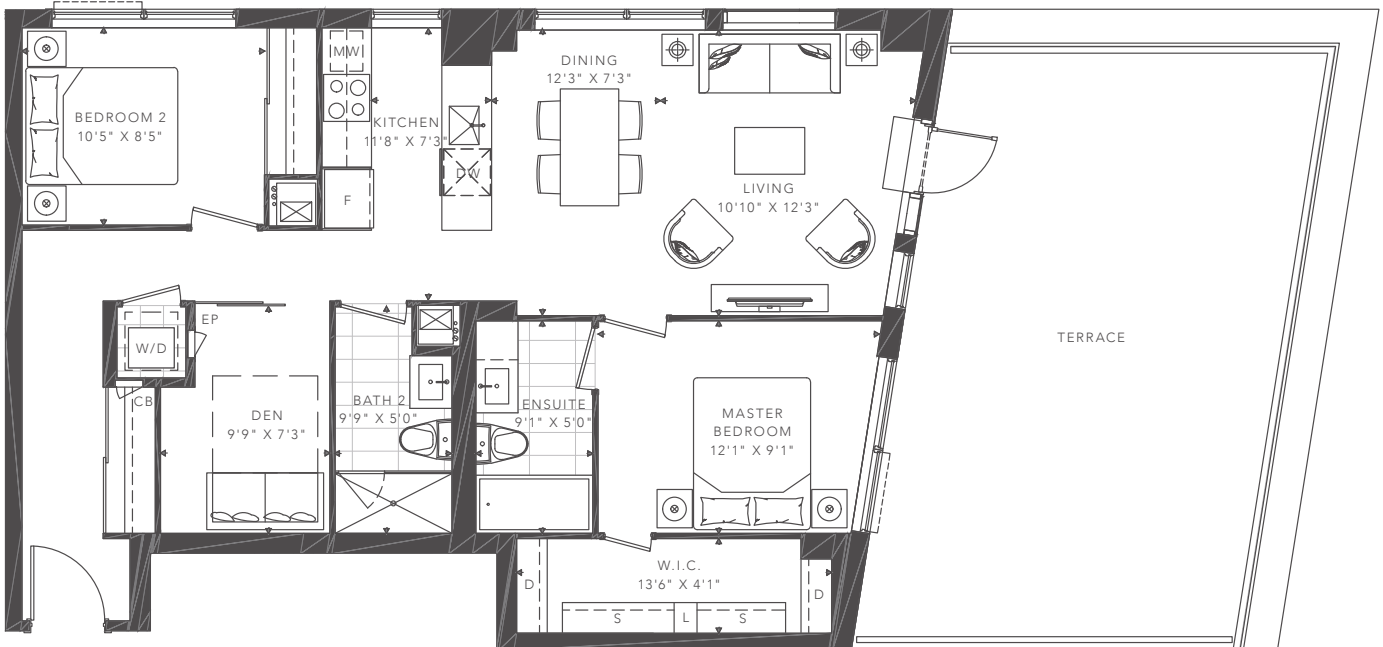 BEDROOM 2
10'5" X 8'5"
MW
KITCHEN
11'8" X 7'3"
F
DW
DINING
12'3" X 7'3"
LIVING
10'10" X 12'3"
TERRACE
EP
W/D
CB
DEN
9'9" X 7'3"
BATH 2
9'9" X 5'0"
ENSUITE
9'1" X 5'0"
MASTER
BEDROOM
12'1" X 9'1"
W.I.C.
13'6" X 4'1"
D
S
L
S
D